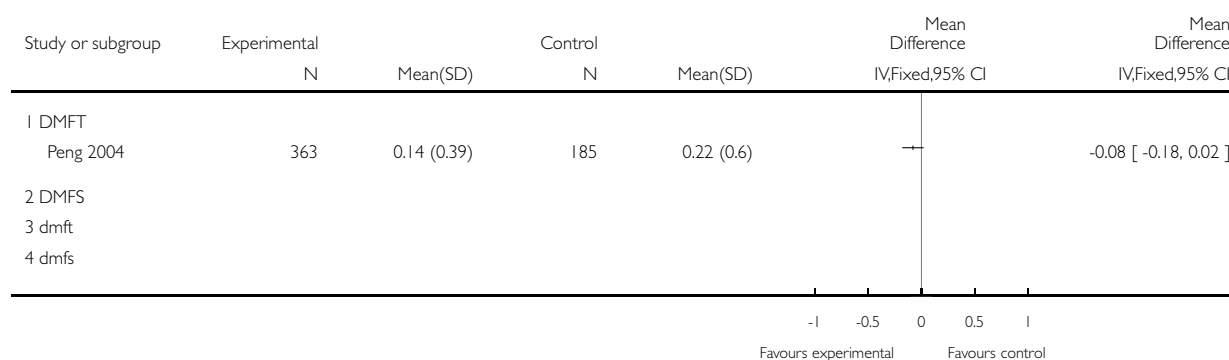 Mean Mean
Study or subgroup Experimental Control Difference Difference
N Mean(SD) N Mean(SD) IV,Fixed,95% CI IV,Fixed,95% CI
1 DMFT
Peng 2004 363 0.14 (0.39) 185 0.22 (0.6) -0.08 [ -0.18, 0.02 ]
2 DMFS
3 dmft
4 dmfs
-1 -0.5 0 0.5 1
Favours experimental Favours control